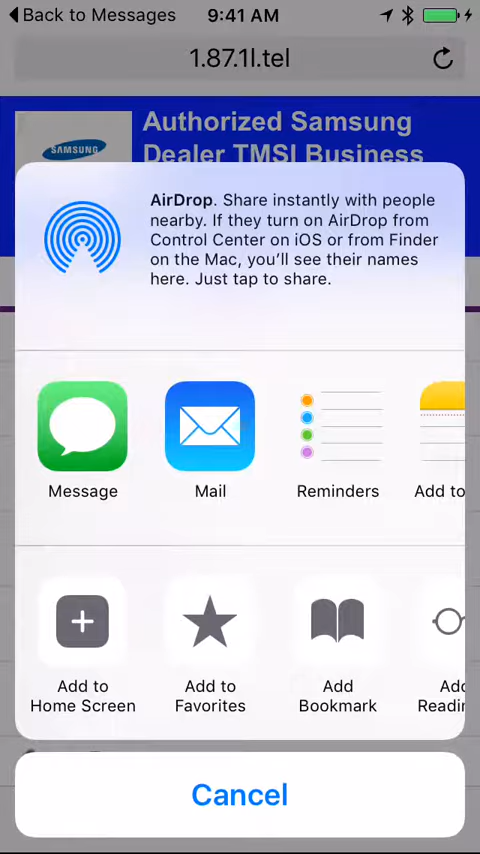 Back to Messages 9:41 AM
1.87.1l.tel
SAMSUNG
Authorized Samsung
Dealer TMSI Business
AirDrop. Share instantly with people
nearby. If they turn on AirDrop from
Control Center on iOS or from Finder
on the Mac, you'll see their names
here. Just tap to share.
Message Mail Reminders Add to
Add to
Home Screen
Add to
Favorites
Add
Bookmark
Add
Readin
Cancel